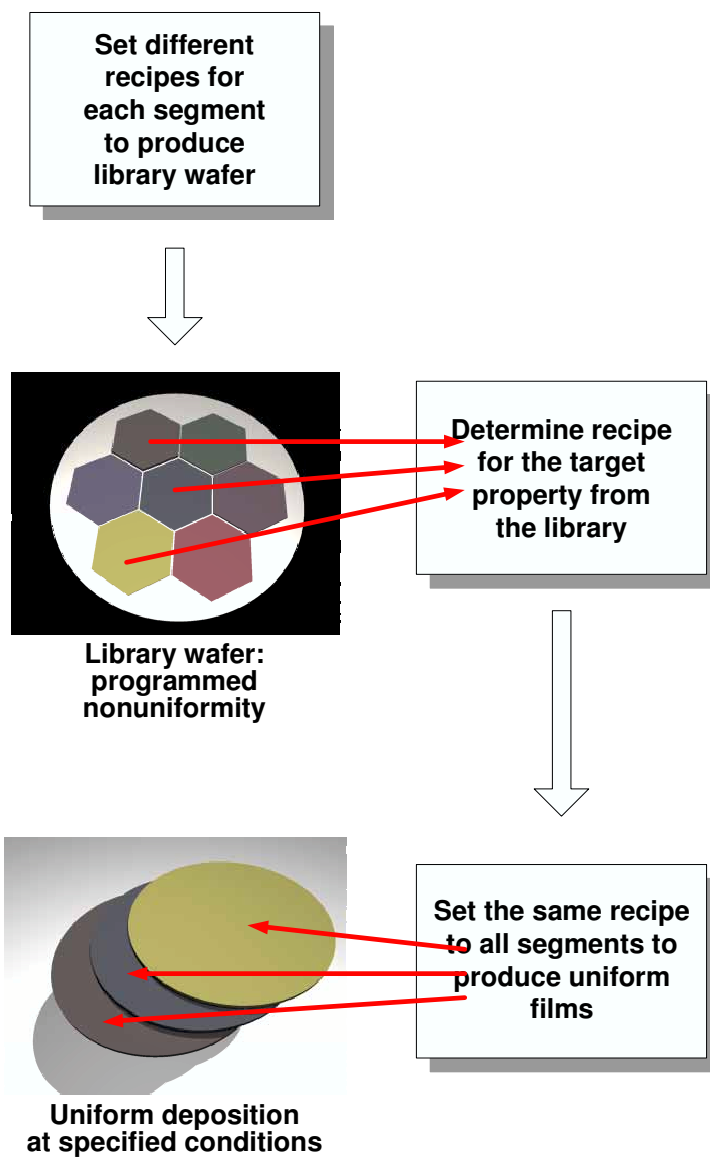 Set different
recipes for
each segment
to produce
library wafer
Determine recipe
for the target
property from
the library
Library wafer:
programmed
nonuniformity
Set the same recipe
to all segments to
produce uniform
films
Uniform deposition
at specified conditions